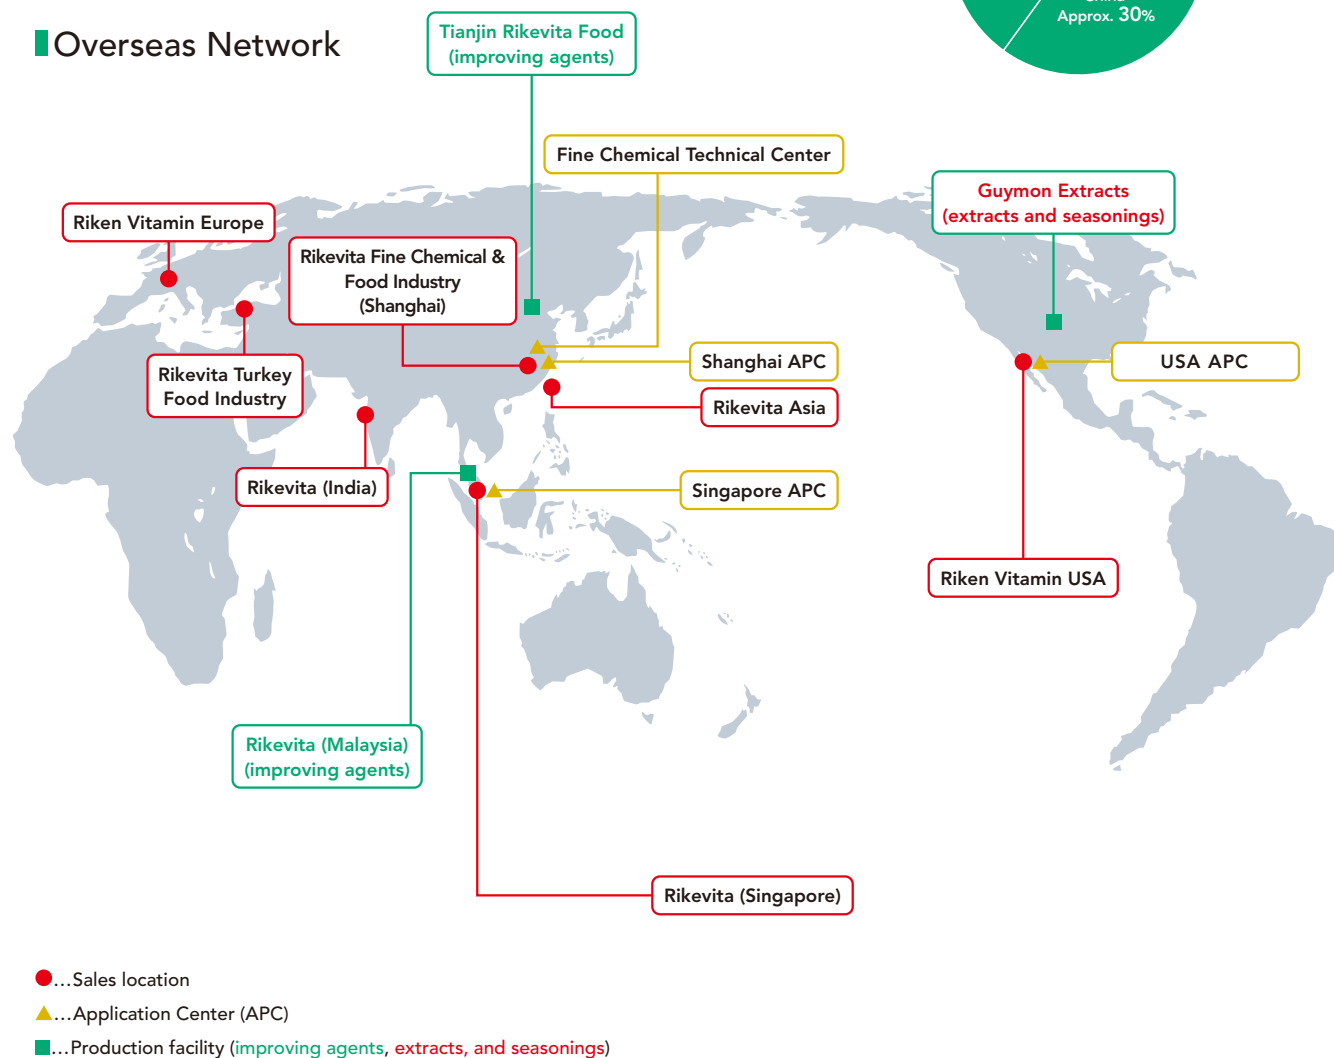 China
Approx. 30%
Overseas Network
Tianjin Rikevita Food
(improving agents)
Fine Chemical Technical Center
Guymon Extracts
(extracts and seasonings)
Riken Vitamin Europe
Rikevita Fine Chemical &
Food Industry
(Shanghai)
Shanghai APC
USA APC
Rikevita Turkey
Food Industry
Rikevita Asia
Rikevita (India)
Singapore APC
Riken Vitamin USA
Rikevita (Malaysia)
(improving agents)
Rikevita (Singapore)
…Sales location
…Application Center (APC)
…Production facility (improving agents, extracts, and seasonings)